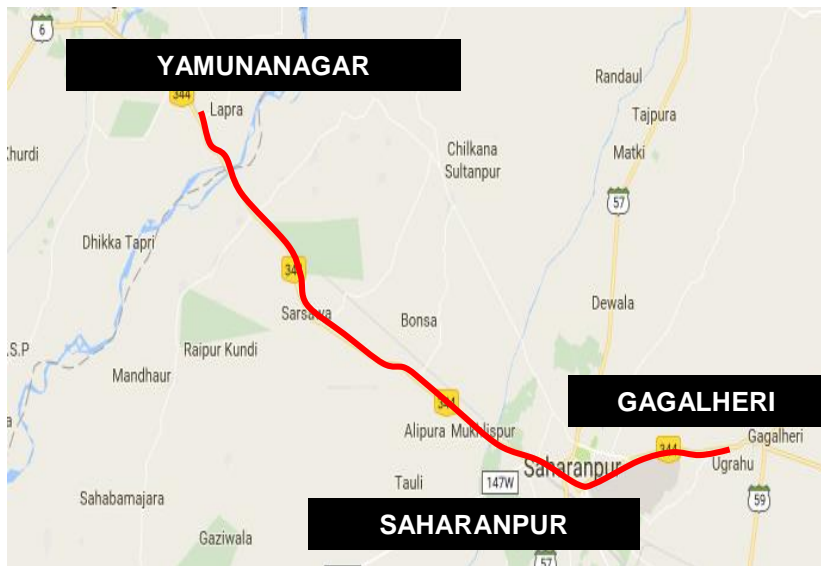 6
YAMUNANAGAR
344
Lapra
Randaul
Tajpura
Chilkana
Sultanpur
Matki
57
Dhikka Tapri
344
Sarsawa
Dewala
Bonsa
.S.P
Raipur Kundi
Mandhaur
GAGALHERI
344
Alipura Mukhlispur
Gagalheri
344
Saharanpur
Ugrahu
Tauli
147W
Sahabamajara
59
SAHARANPUR
Gaziwala
57